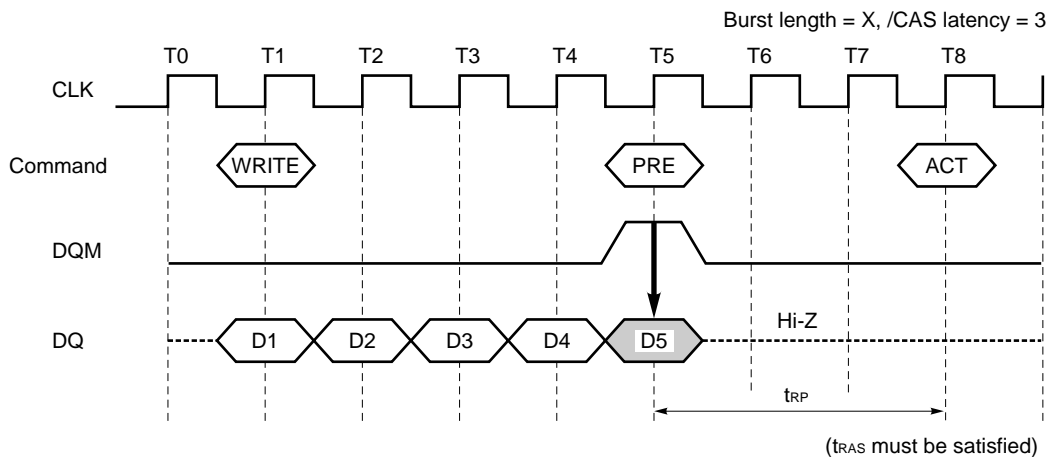 Burst length = X, /CAS latency = 3
T0 T1 T2 T3 T4 T5 T6 T7 T8
CLK
Command WRITE PRE ACT
DQM
Hi-Z
DQ D1 D2 D3 D4 D5
tRP
(tRAS must be satisfied)